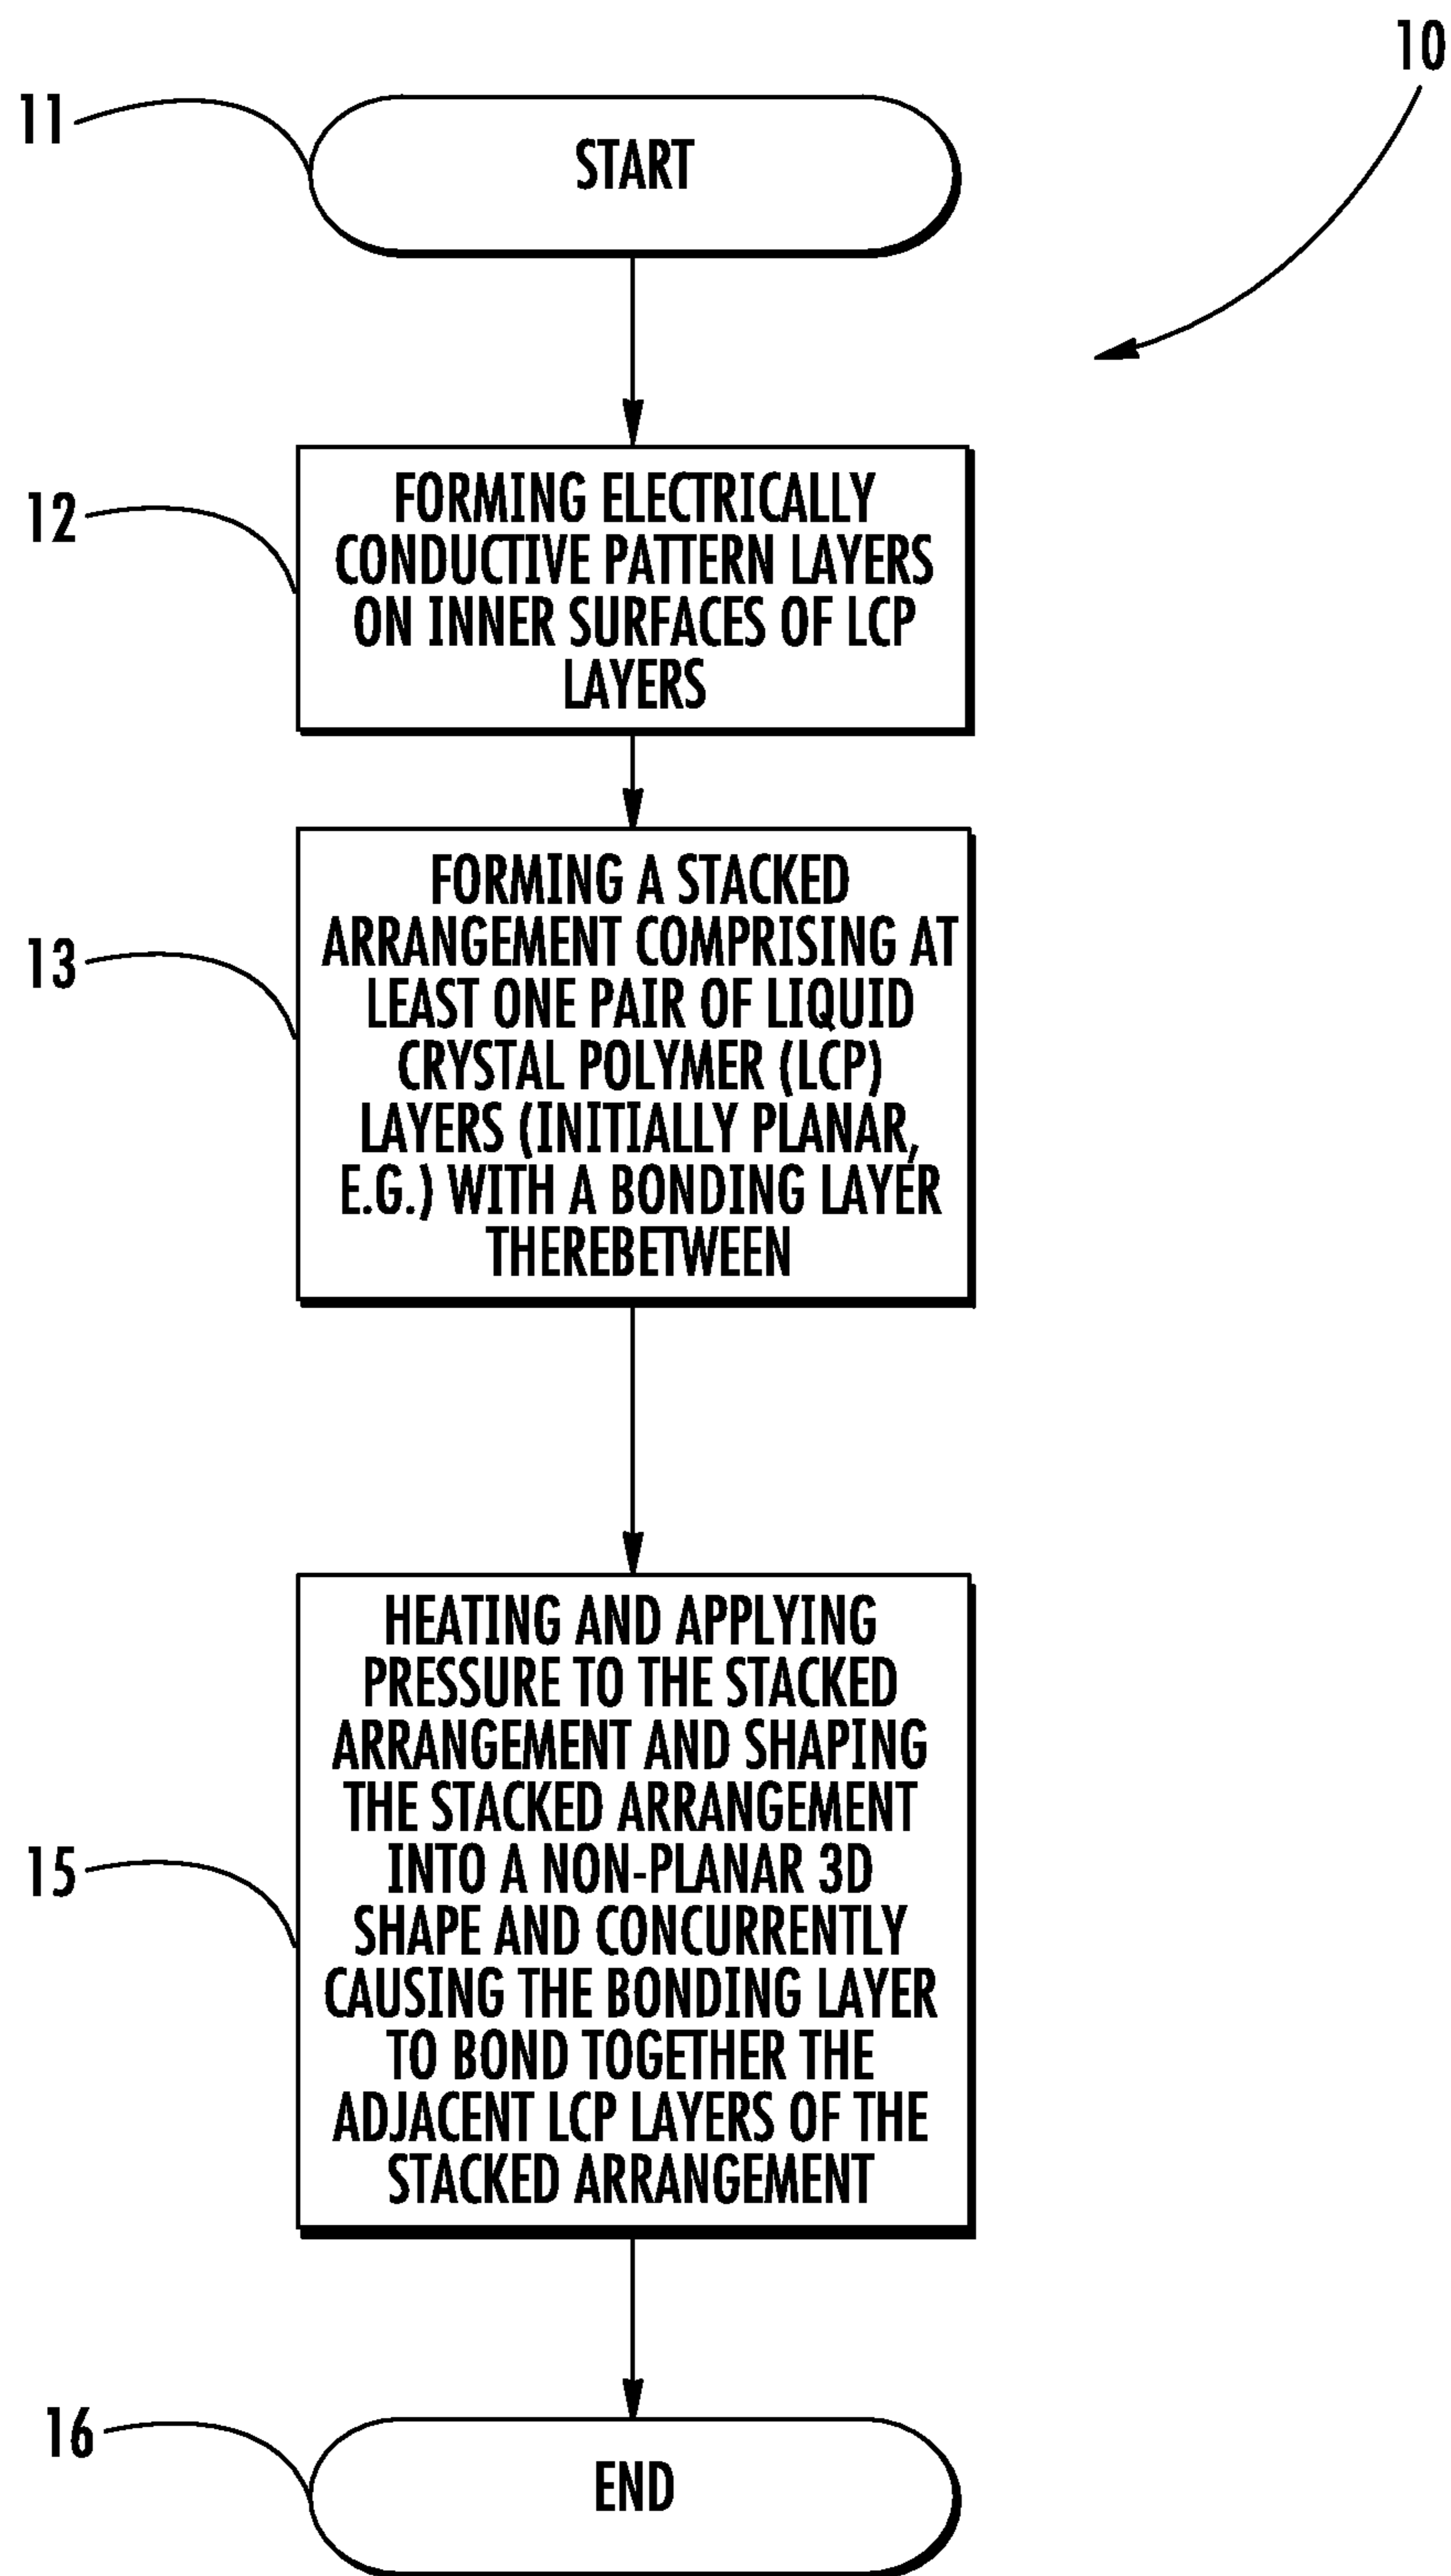 10
11
START
12
FORMING ELECTRICALLY
CONDUCTIVE PATTERN LAYERS
ON INNER SURFACES OF LCP
LAYERS
13
FORMING A STACKED
ARRANGEMENT COMPRISING AT
LEAST ONE PAIR OF LIQUID
CRYSTAL POLYMER (LCP)
LAYERS (INITIALLY PLANAR,
E.G.) WITH A BONDING LAYER
THEREBETWEEN
15
HEATING AND APPLYING
PRESSURE TO THE STACKED
ARRANGEMENT AND SHAPING
THE STACKED ARRANGEMENT
INTO A NON-PLANAR 3D
SHAPE AND CONCURRENTLY
CAUSING THE BONDING LAYER
TO BOND TOGETHER THE
ADJACENT LCP LAYERS OF THE
STACKED ARRANGEMENT
16
END